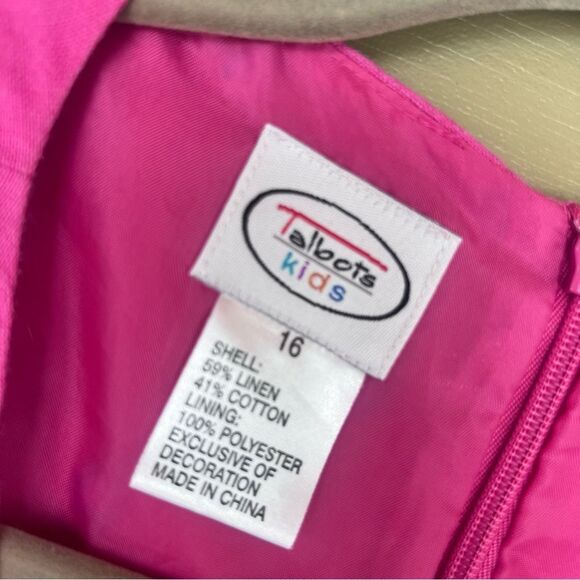 Talbots
kids
16
SHELL:
59% LINEN
41% COTTON
LINING:
100% POLYESTER
EXCLUSIVE OF
DECORATION
MADE IN CHINA